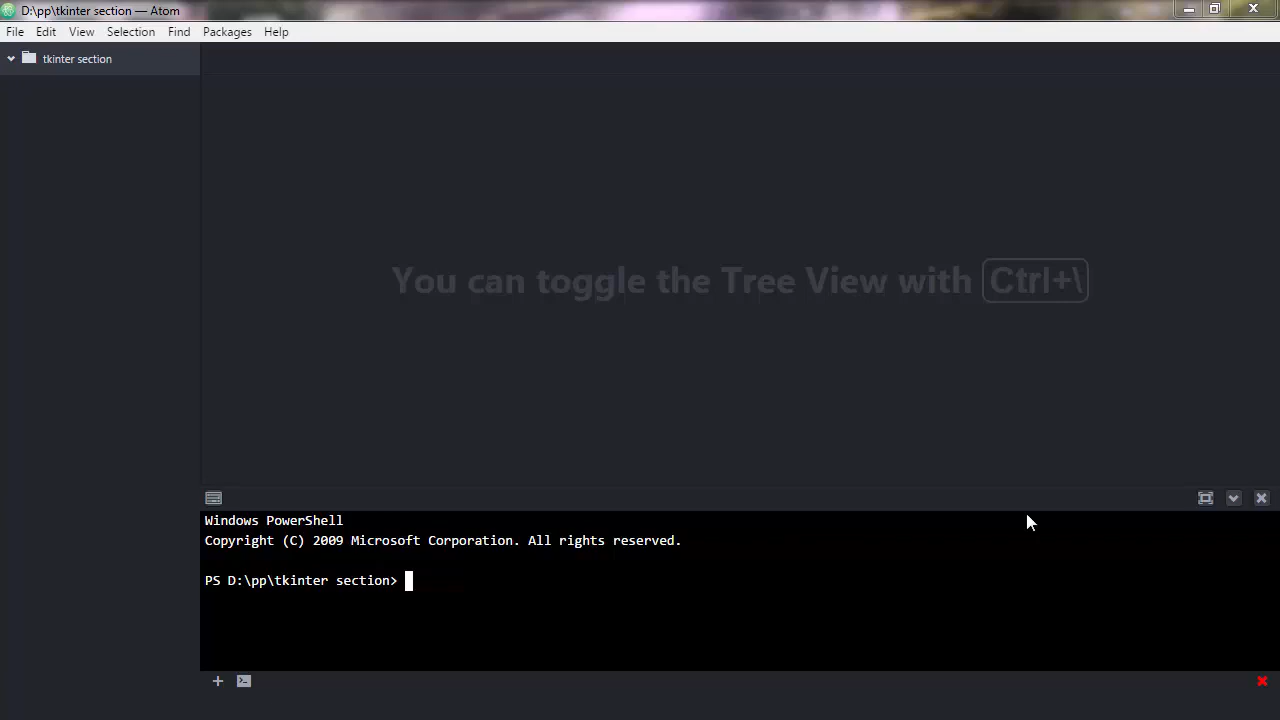 D:\pp\tkinter section — Atom
File Edit View Selection Find Packages Help
tkinter section
You can toggle the Tree View with Ctrl+\
Windows PowerShell
Copyright (C) 2009 Microsoft Corporation. All rights reserved.
PS D:\pp\tkinter section>